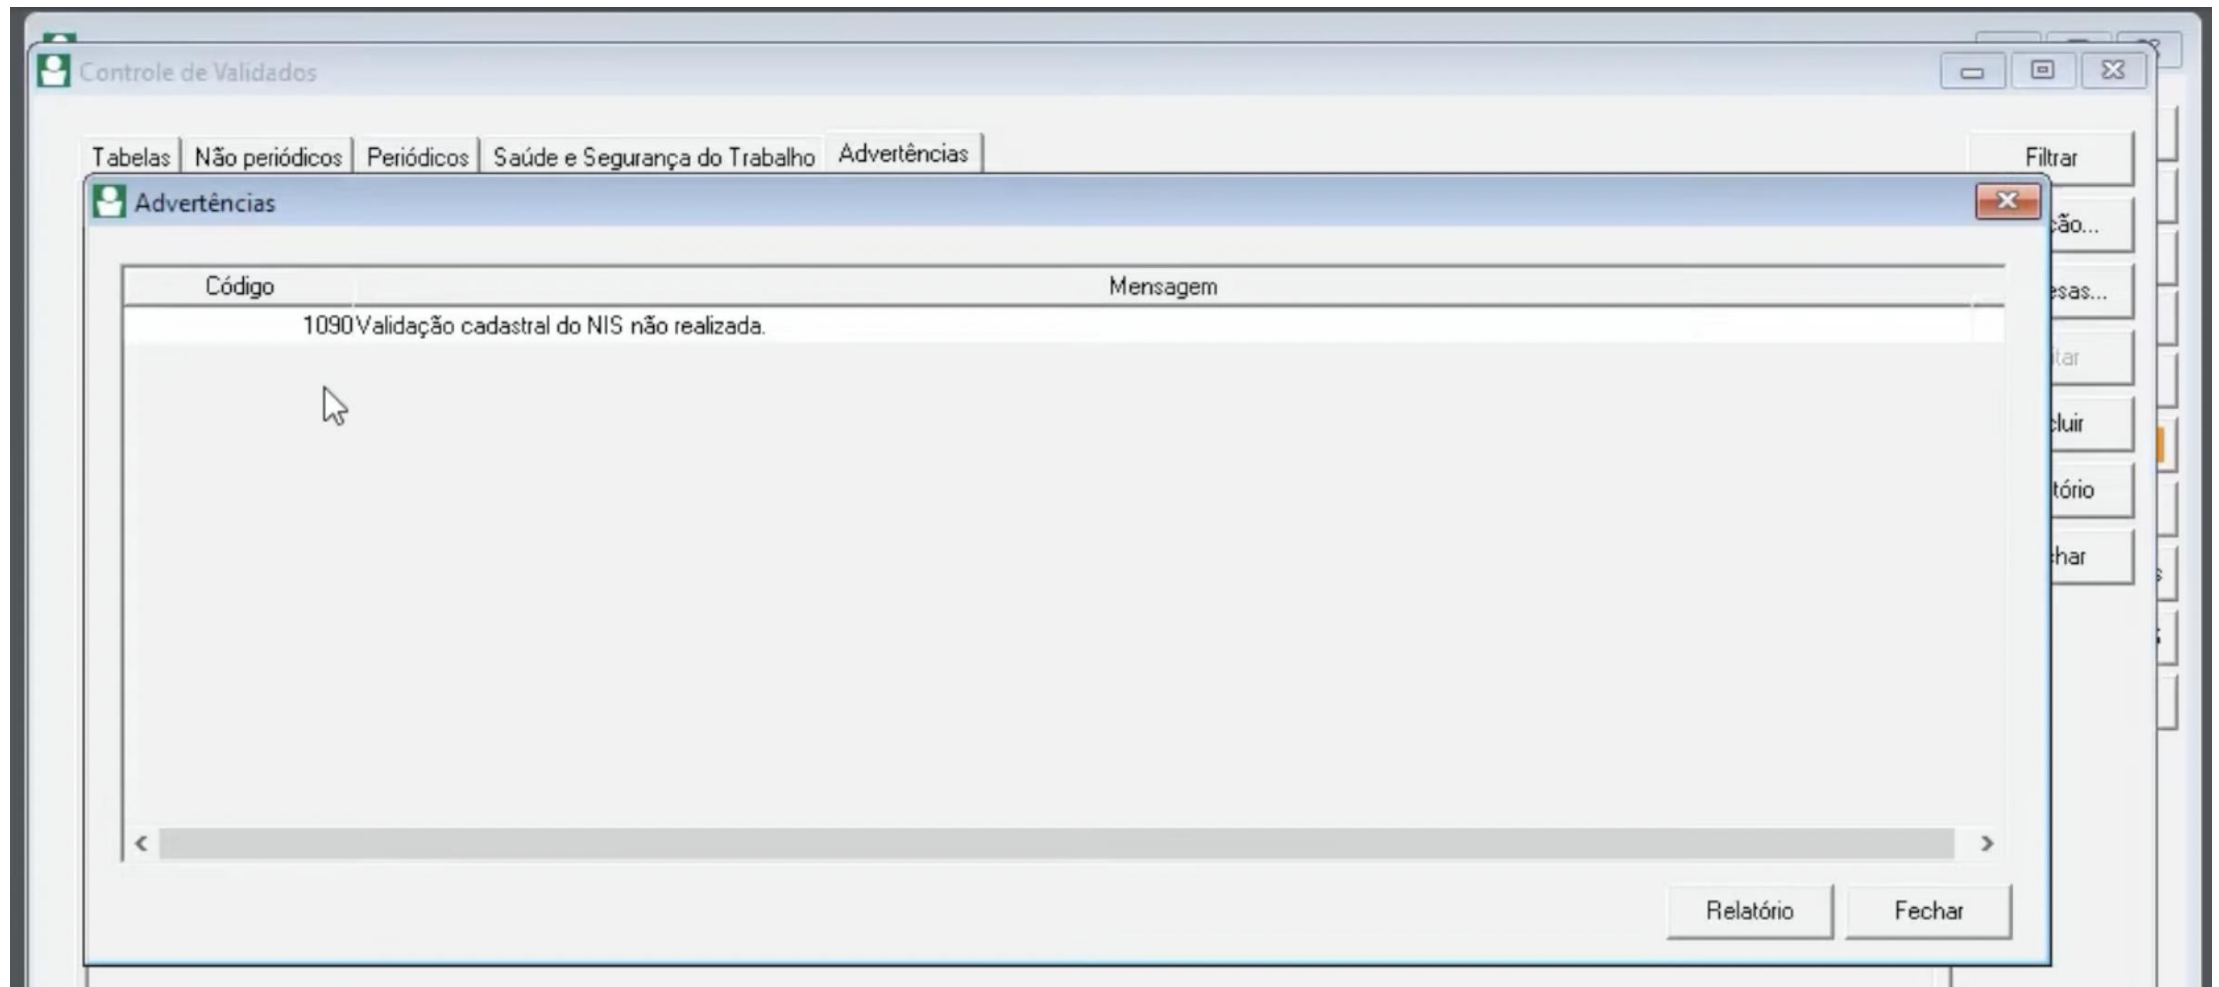 Controle de Validados
Tabelas
Não periódicos
Periódicos
Saúde e Segurança do Trabalho
Advertências
Filtrar
Advertências
Código
Mensagem
1090 Validação cadastral do NIS não realizada.
Relatório
Fechar